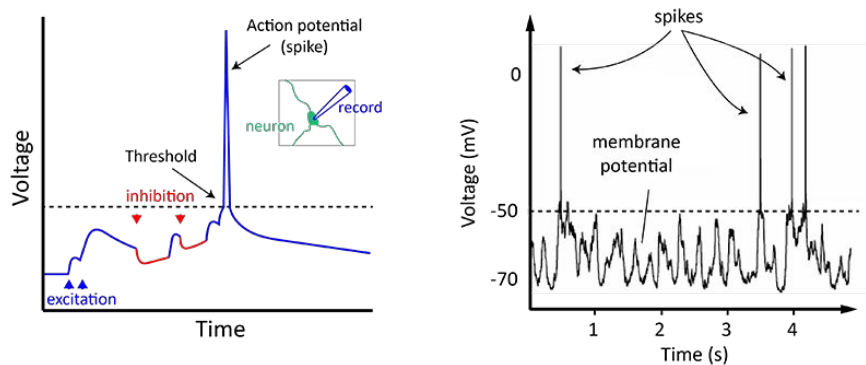 Action potential
(spike)
record
neuron
Threshold
inhibition
excitation
Voltage
Time
spikes
0
membrane
potential
-50
-70
Voltage (mV)
1
2
3
4
Time (s)